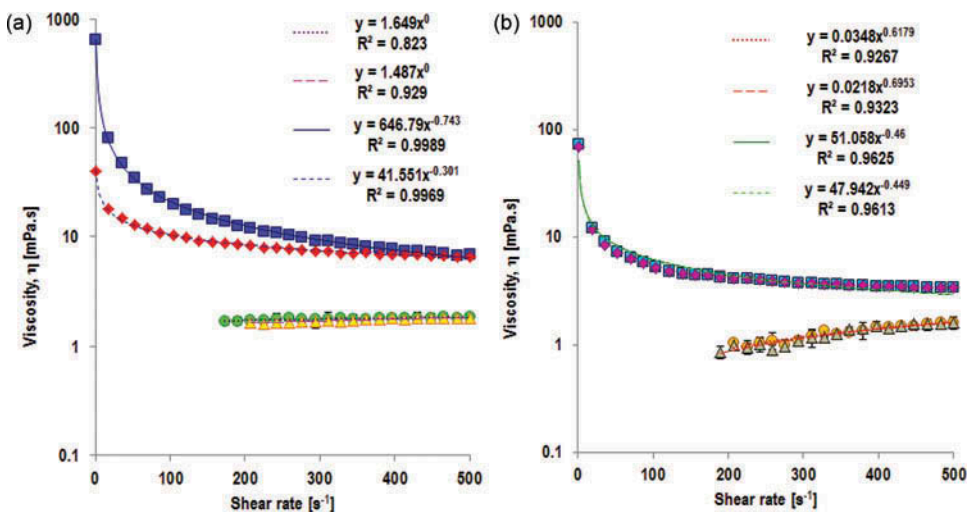 (a)
1000
100
10
1
0.1
Viscosity, η [mPa.s]
y = 1.649x⁰
R² = 0.823
y = 1.487x⁰
R² = 0.929
y = 646.79x⁻⁰·⁷⁴³
R² = 0.9989
y = 41.551x⁻⁰·³⁰¹
R² = 0.9969
0 100 200 300 400 500
Shear rate [s⁻¹]
(b)
1000
100
10
1
0.1
Viscosity, η [mPa.s]
y = 0.0348x⁰·⁶¹⁷⁹
R² = 0.9267
y = 0.0218x⁰·⁶⁹⁵³
R² = 0.9323
y = 51.058x⁻⁰·⁴⁶
R² = 0.9625
y = 47.942x⁻⁰·⁴⁴⁹
R² = 0.9613
0 100 200 300 400 500
Shear rate [s⁻¹]